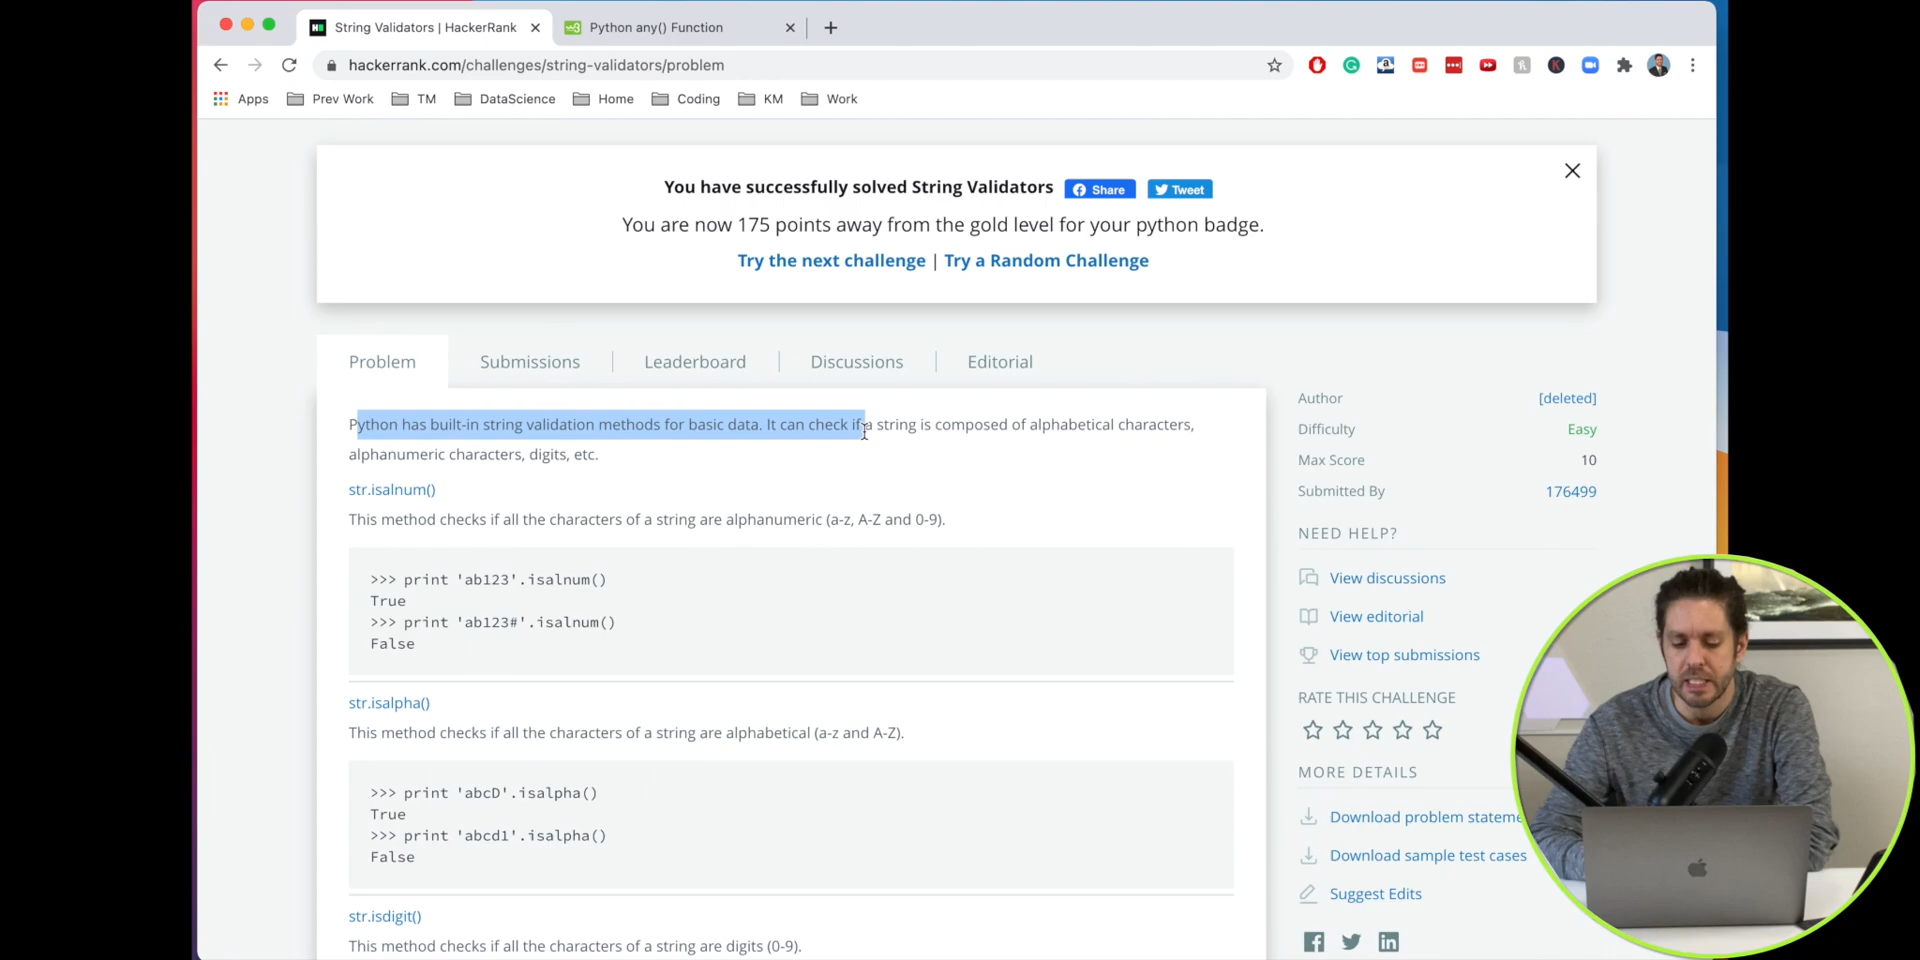 String Validators | HackerRank
Python any() Function
hackerrank.com/challenges/string-validators/problem
Apps Prev Work TM DataScience Home Coding KM Work
You have successfully solved String Validators Share Tweet
You are now 175 points away from the gold level for your python badge.
Try the next challenge | Try a Random Challenge
Problem Submissions Leaderboard Discussions Editorial
Python has built-in string validation methods for basic data. It can check if a string is composed of alphabetical characters,
alphanumeric characters, digits, etc.
str.isalnum()
This method checks if all the characters of a string are alphanumeric (a-z, A-Z and 0-9).
>>> print 'ab123'.isalnum()
True
>>> print 'ab123#'.isalnum()
False
str.isalpha()
This method checks if all the characters of a string are alphabetical (a-z and A-Z).
>>> print 'abcD'.isalpha()
True
>>> print 'abcd1'.isalpha()
False
str.isdigit()
This method checks if all the characters of a string are digits (0-9).
Author [deleted]
Difficulty Easy
Max Score 10
Submitted By 176499
NEED HELP?
View discussions
View editorial
View top submissions
RATE THIS CHALLENGE
MORE DETAILS
Download problem stateme
Download sample test cases
Suggest Edits